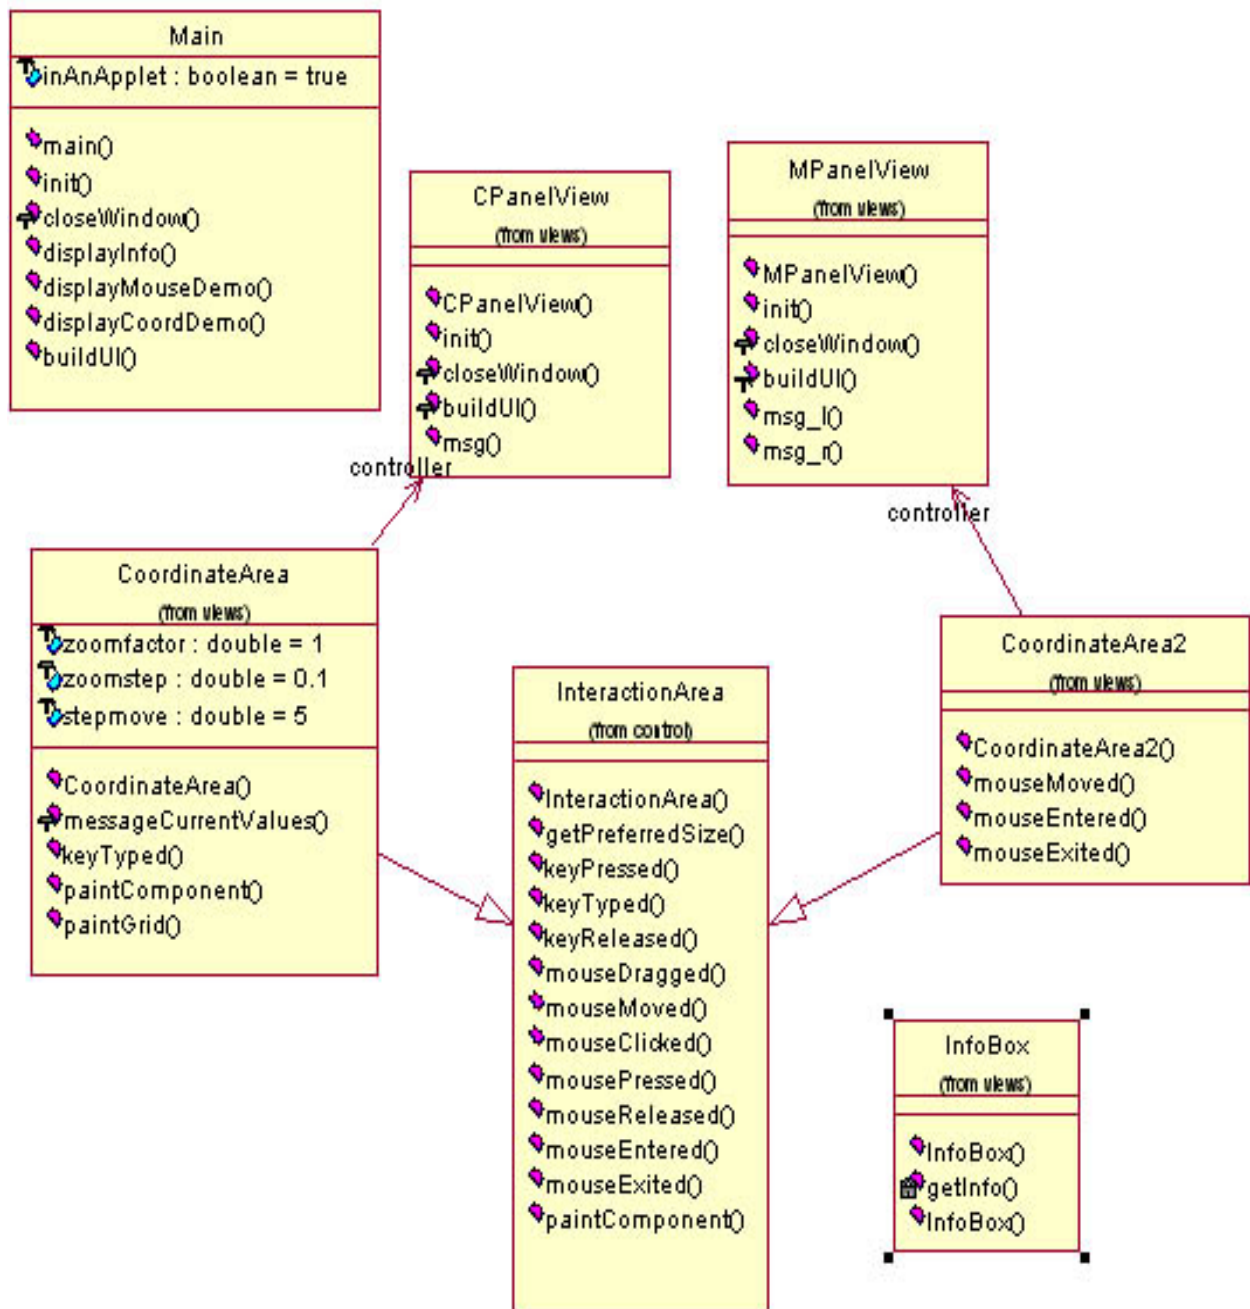 Main
inAnApplet : boolean = true
main()
init()
closeWindow()
displayInfo()
displayMouseDemo()
displayCoordDemo()
buildUI()
CPanelView
(from views)
CPanelView()
init()
closeWindow()
buildUI()
msg()
MPanelView
(from views)
MPanelView()
init()
closeWindow()
buildUI()
msg_l()
msg_r()
controller
controller
CoordinateArea
(from views)
zoomfactor : double = 1
zoomstep : double = 0.1
stepmove : double = 5
CoordinateArea()
messageCurrentValues()
keyTyped()
paintComponent()
paintGrid()
InteractionArea
(from control)
InteractionArea()
getPreferredSize()
keyPressed()
keyTyped()
keyReleased()
mouseDragged()
mouseMoved()
mouseClicked()
mousePressed()
mouseReleased()
mouseEntered()
mouseExited()
paintComponent()
CoordinateArea2
(from views)
CoordinateArea2()
mouseMoved()
mouseEntered()
mouseExited()
InfoBox
(from views)
InfoBox()
getInfo()
InfoBox()